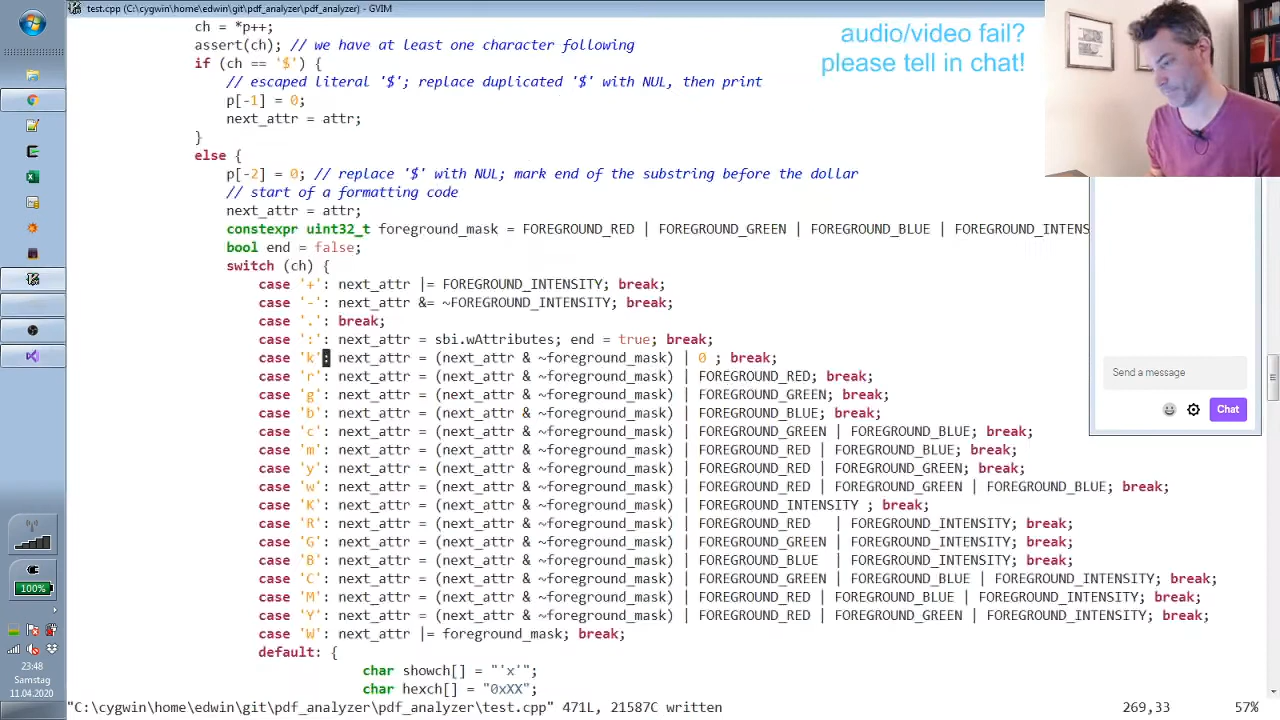 test.cpp (C:\cygwin\home\edwin\git\pdf_analyzer\pdf_analyzer) - GVIM
ch = *p++;
assert(ch); // we have at least one character following
if (ch == '$') {
// escaped literal '$'; replace duplicated '$' with NUL, then print
p[-1] = 0;
next_attr = attr;
}
else {
p[-2] = 0; // replace '$' with NUL; mark end of the substring before the dollar
// start of a formatting code
next_attr = attr;
constexpr uint32_t foreground_mask = FOREGROUND_RED | FOREGROUND_GREEN | FOREGROUND_BLUE | FOREGROUND_INTENS
bool end = false;
switch (ch) {
case '+': next_attr |= FOREGROUND_INTENSITY; break;
case '-': next_attr &= ~FOREGROUND_INTENSITY; break;
case '.': break;
case ':': next_attr = sbi.wAttributes; end = true; break;
case 'k': next_attr = (next_attr & ~foreground_mask) | 0 ; break;
case 'r': next_attr = (next_attr & ~foreground_mask) | FOREGROUND_RED; break;
case 'g': next_attr = (next_attr & ~foreground_mask) | FOREGROUND_GREEN; break;
case 'b': next_attr = (next_attr & ~foreground_mask) | FOREGROUND_BLUE; break;
case 'c': next_attr = (next_attr & ~foreground_mask) | FOREGROUND_GREEN | FOREGROUND_BLUE; break;
case 'm': next_attr = (next_attr & ~foreground_mask) | FOREGROUND_RED | FOREGROUND_BLUE; break;
case 'y': next_attr = (next_attr & ~foreground_mask) | FOREGROUND_RED | FOREGROUND_GREEN; break;
case 'w': next_attr = (next_attr & ~foreground_mask) | FOREGROUND_RED | FOREGROUND_GREEN | FOREGROUND_BLUE; break;
case 'K': next_attr = (next_attr & ~foreground_mask) | FOREGROUND_INTENSITY ; break;
case 'R': next_attr = (next_attr & ~foreground_mask) | FOREGROUND_RED   | FOREGROUND_INTENSITY; break;
case 'G': next_attr = (next_attr & ~foreground_mask) | FOREGROUND_GREEN | FOREGROUND_INTENSITY; break;
case 'B': next_attr = (next_attr & ~foreground_mask) | FOREGROUND_BLUE  | FOREGROUND_INTENSITY; break;
case 'C': next_attr = (next_attr & ~foreground_mask) | FOREGROUND_GREEN | FOREGROUND_BLUE | FOREGROUND_INTENSITY; break;
case 'M': next_attr = (next_attr & ~foreground_mask) | FOREGROUND_RED | FOREGROUND_BLUE | FOREGROUND_INTENSITY; break;
case 'Y': next_attr = (next_attr & ~foreground_mask) | FOREGROUND_RED | FOREGROUND_GREEN | FOREGROUND_INTENSITY; break;
case 'W': next_attr |= foreground_mask; break;
default: {
char showch[] = "'x'";
char hexch[] = "0xXX";
"C:\cygwin\home\edwin\git\pdf_analyzer\pdf_analyzer\test.cpp" 471L, 21587C written
269,33
57%
audio/video fail?
please tell in chat!
Send a message
Chat
100%
23:48
Samstag
11.04.2020